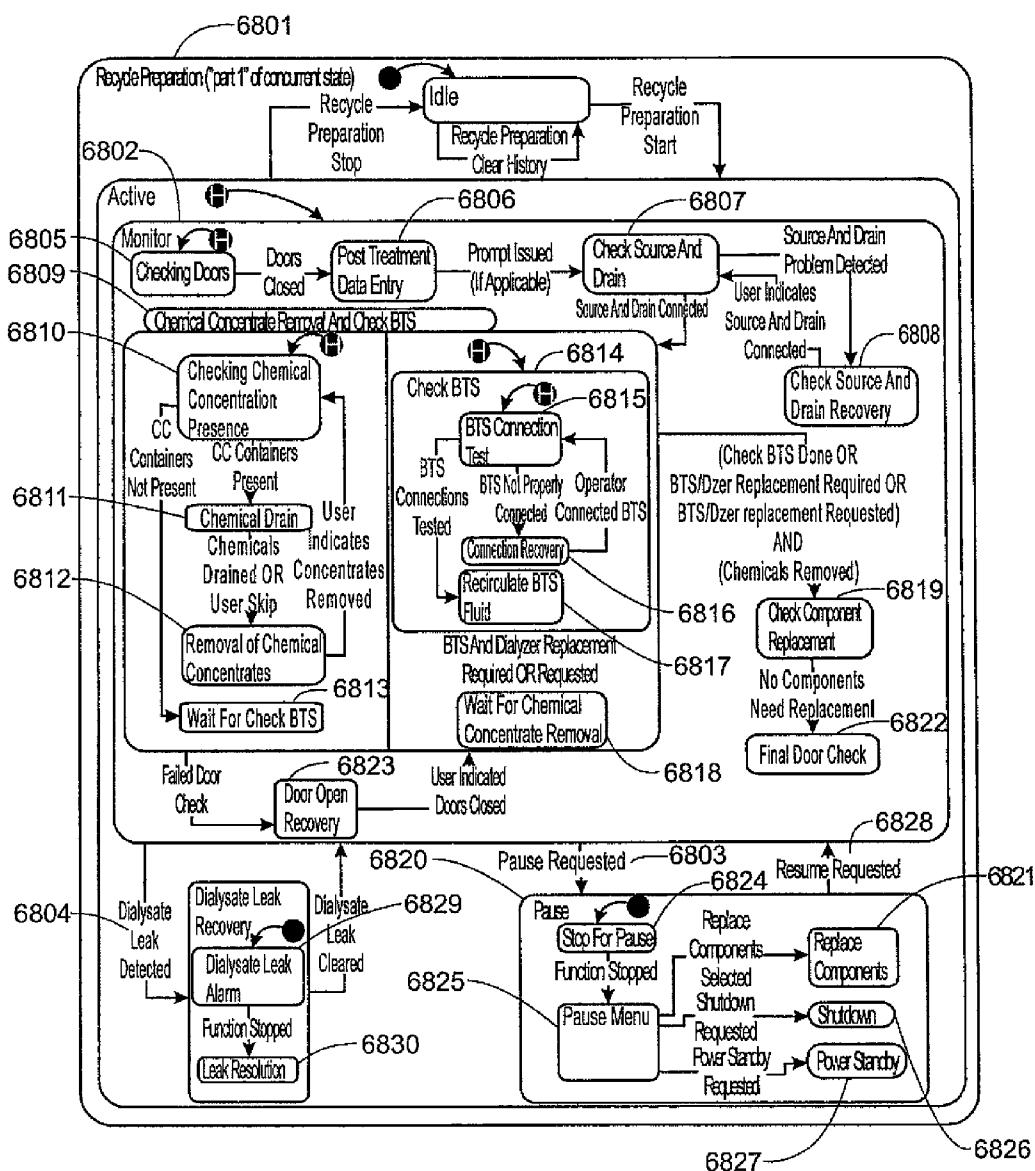 6801
Recycle Preparation ("part 1" of concurrent state)
Idle
Recycle
Preparation
Stop
Recycle Preparation
Clear History
Recycle
Preparation
Start
6802
Active
H
6806
6807
6805
Monitor
H
Checking Doors
Doors
Closed
Post Treatment
Data Entry
Prompt Issued
(If Applicable)
Check Source And
Drain
Source And Drain
Problem Detected
User Indicates
Source And Drain
Connected
6809
Chemical Concentrate Removal And Check BTS
Source And Drain Connected
6808
Check Source And
Drain Recovery
6810
H
Checking Chemical
Concentration
Presence
CC
Containers
Not Present
CC Containers
Present
6811
Chemical Drain
Chemicals
Drained OR
User Skip
User
Indicates
Concentrates
Removed
6812
Removal of Chemical
Concentrates
6813
Wait For Check BTS
H
6814
Check BTS
H
6815
BTS Connection
Test
BTS
Connections
Tested
BTS Not Properly
Connected
Operator
Connected BTS
Connection Recovery
6816
Recirculate BTS
Fluid
6817
BTS And Dialyzer Replacement
Required OR Requested
Wait For Chemical
Concentrate Removal
6818
(Check BTS Done OR
BTS/Dzer Replacement Required OR
BTS/Dzer replacement Requested)
AND
(Chemicals Removed)
6819
Check Component
Replacement
No Components
Need Replacement
6822
Final Door Check
Failed Door
Check
6823
Door Open
Recovery
User Indicated
Doors Closed
6804
Dialysate
Leak
Detected
Dialysate Leak
Recovery
6829
Dialysate
Leak
Cleared
Dialysate Leak
Alarm
Function Stopped
Leak Resolution
6830
6820
Pause Requested
6803
6828
Resume Requested
6824
6821
Pause
Stop For Pause
Function Stopped
6825
Pause Menu
Replace
Components
Selected
Replace
Components
Shutdown
Requested
Shutdown
Power Standby
Requested
Power Standby
6826
6827